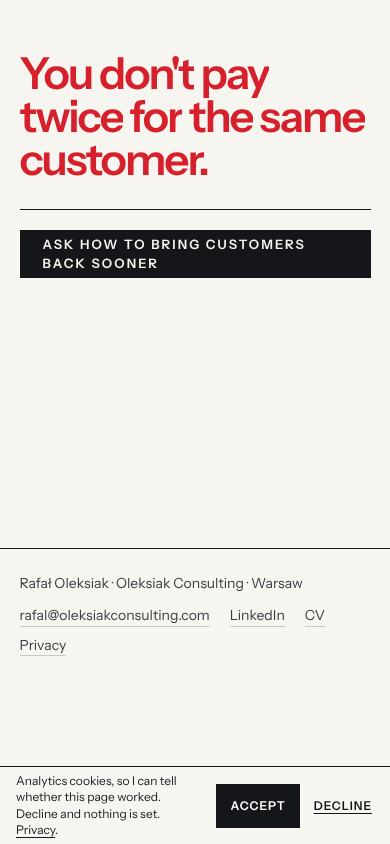 You don't pay
twice for the same
customer.
ASK HOW TO BRING CUSTOMERS
BACK SOONER
Rafał Oleksiak · Oleksiak Consulting · Warsaw
rafal@oleksiakconsulting.com LinkedIn CV
Privacy
Analytics cookies, so I can tell
whether this page worked.
Decline and nothing is set.
Privacy.
ACCEPT DECLINE